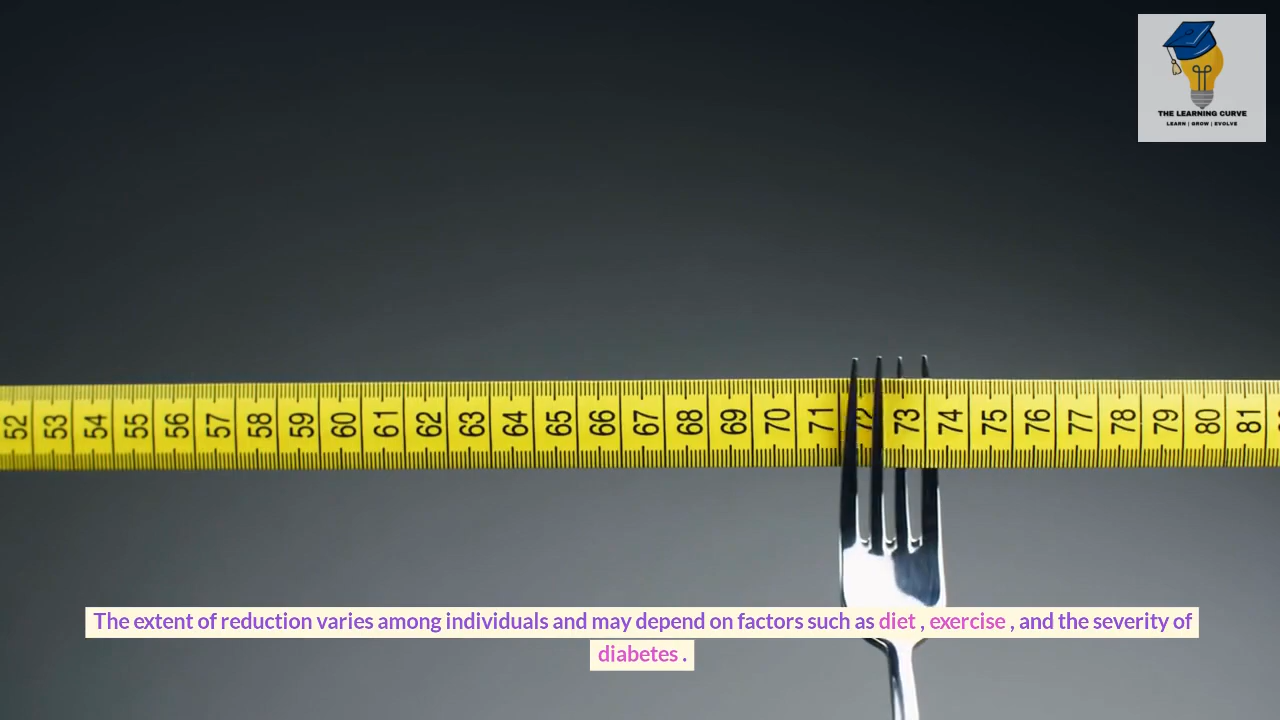 THE LEARNING CURVE
LEARN | GROW | EVOLVE
52 53 54 55 56 57 58 59 60 61 62 63 64 65 66 67 68 69 70 71 72 73 74 75 76 77 78 79 80 81
The extent of reduction varies among individuals and may depend on factors such as diet , exercise , and the severity of
diabetes .